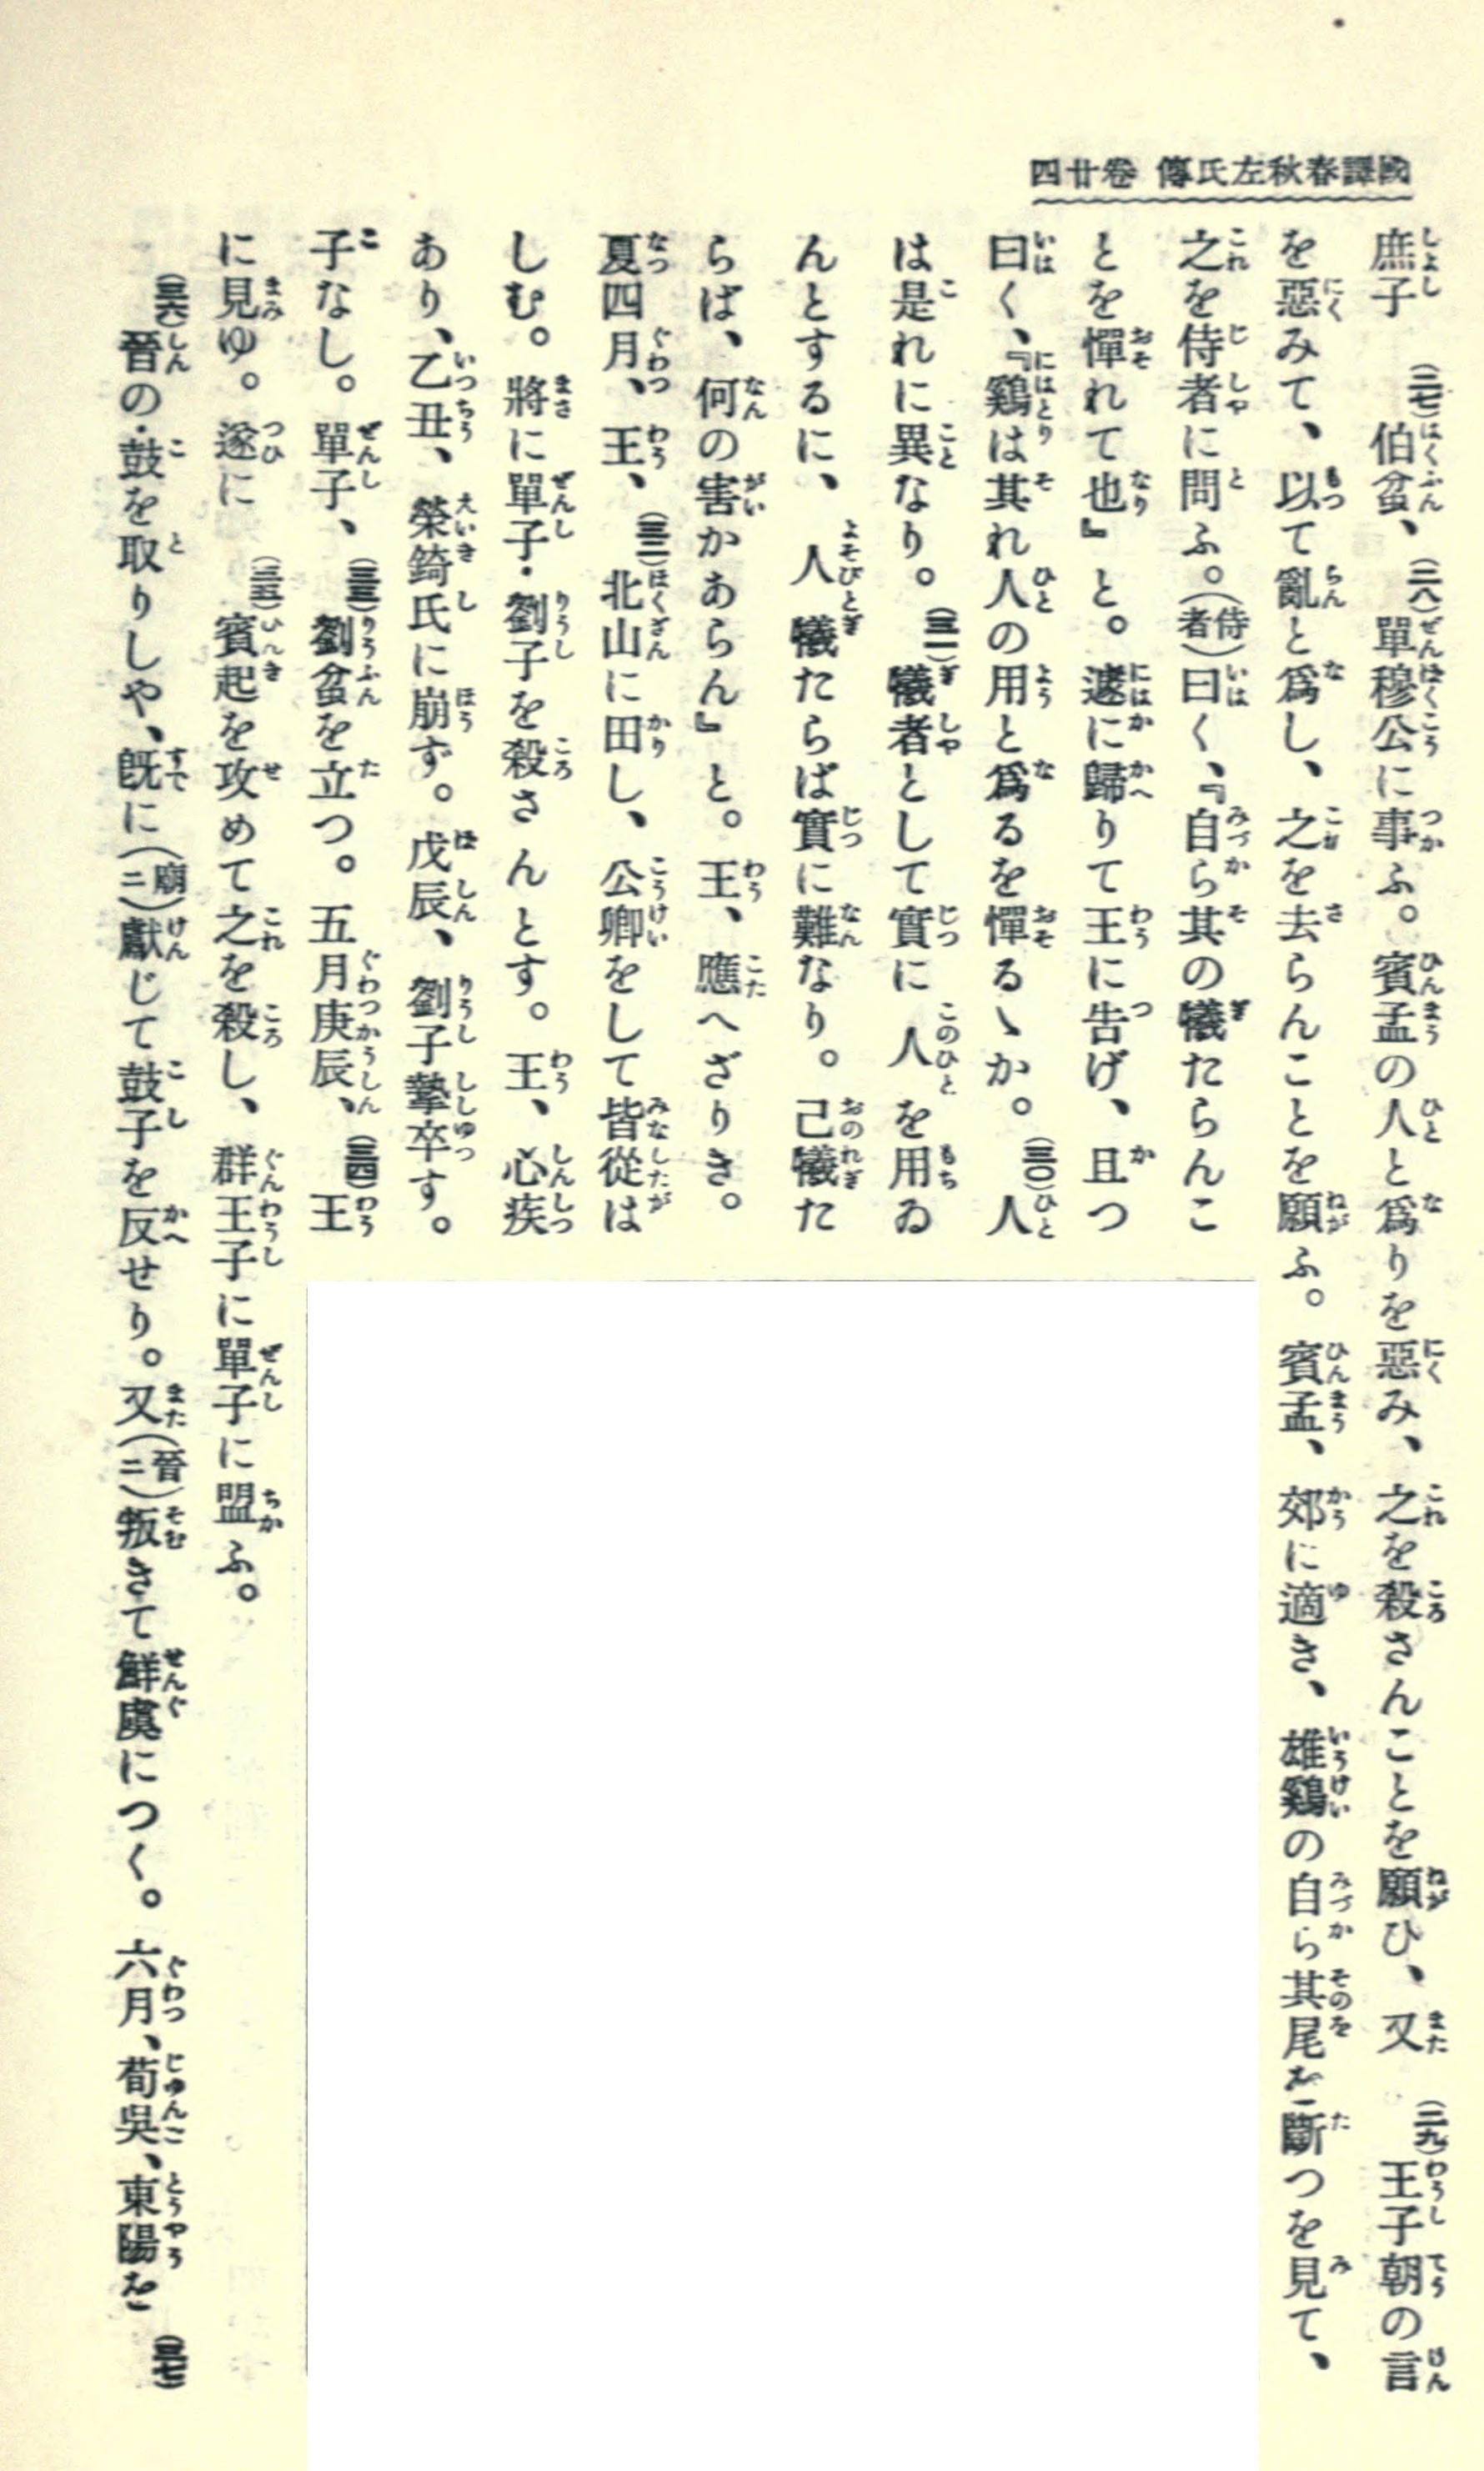 國譯春秋左氏傳 卷廿四
庶子(二七)伯蚠、(二八)單穆公に事ふ。賓孟の人と爲りを惡み、之を殺さんことを願ひ、又(二九)王子朝の言
を惡みて、以て亂と爲し、之を去らんことを願ふ。賓孟、郊に適き、雄鷄の自ら其尾を斷つを見て、
之を侍者に問ふ。(侍者)曰く、『自ら其の犧たらんこ
とを憚れて也』と。遽に歸りて王に告げ、且つ
曰く、『鷄は其れ人の用と爲るを憚るゝか。(三〇)人
は是れに異なり。(三一)犧者として實に人を用ゐ
んとするに、人犧たらば實に難なり。己犧た
らば、何の害かあらん』と。王、應へざりき。
夏四月、王、(三二)北山に田し、公卿をして皆從は
しむ。將に單子・劉子を殺さんとす。王、心疾
あり、乙丑、榮錡氏に崩ず。戊辰、劉子摯卒す。
子なし。單子、(三三)劉蚠を立つ。五月庚辰、(三四)王
に見ゆ。遂に(三五)賓起を攻めて之を殺し、群王子に單子に盟ふ。
(三六)晉の鼓を取りしや、既に(廟ニ)獻じて鼓子を反せり。又(晉ニ)叛きて鮮虞につく。六月、荀吳、東陽を(三七)